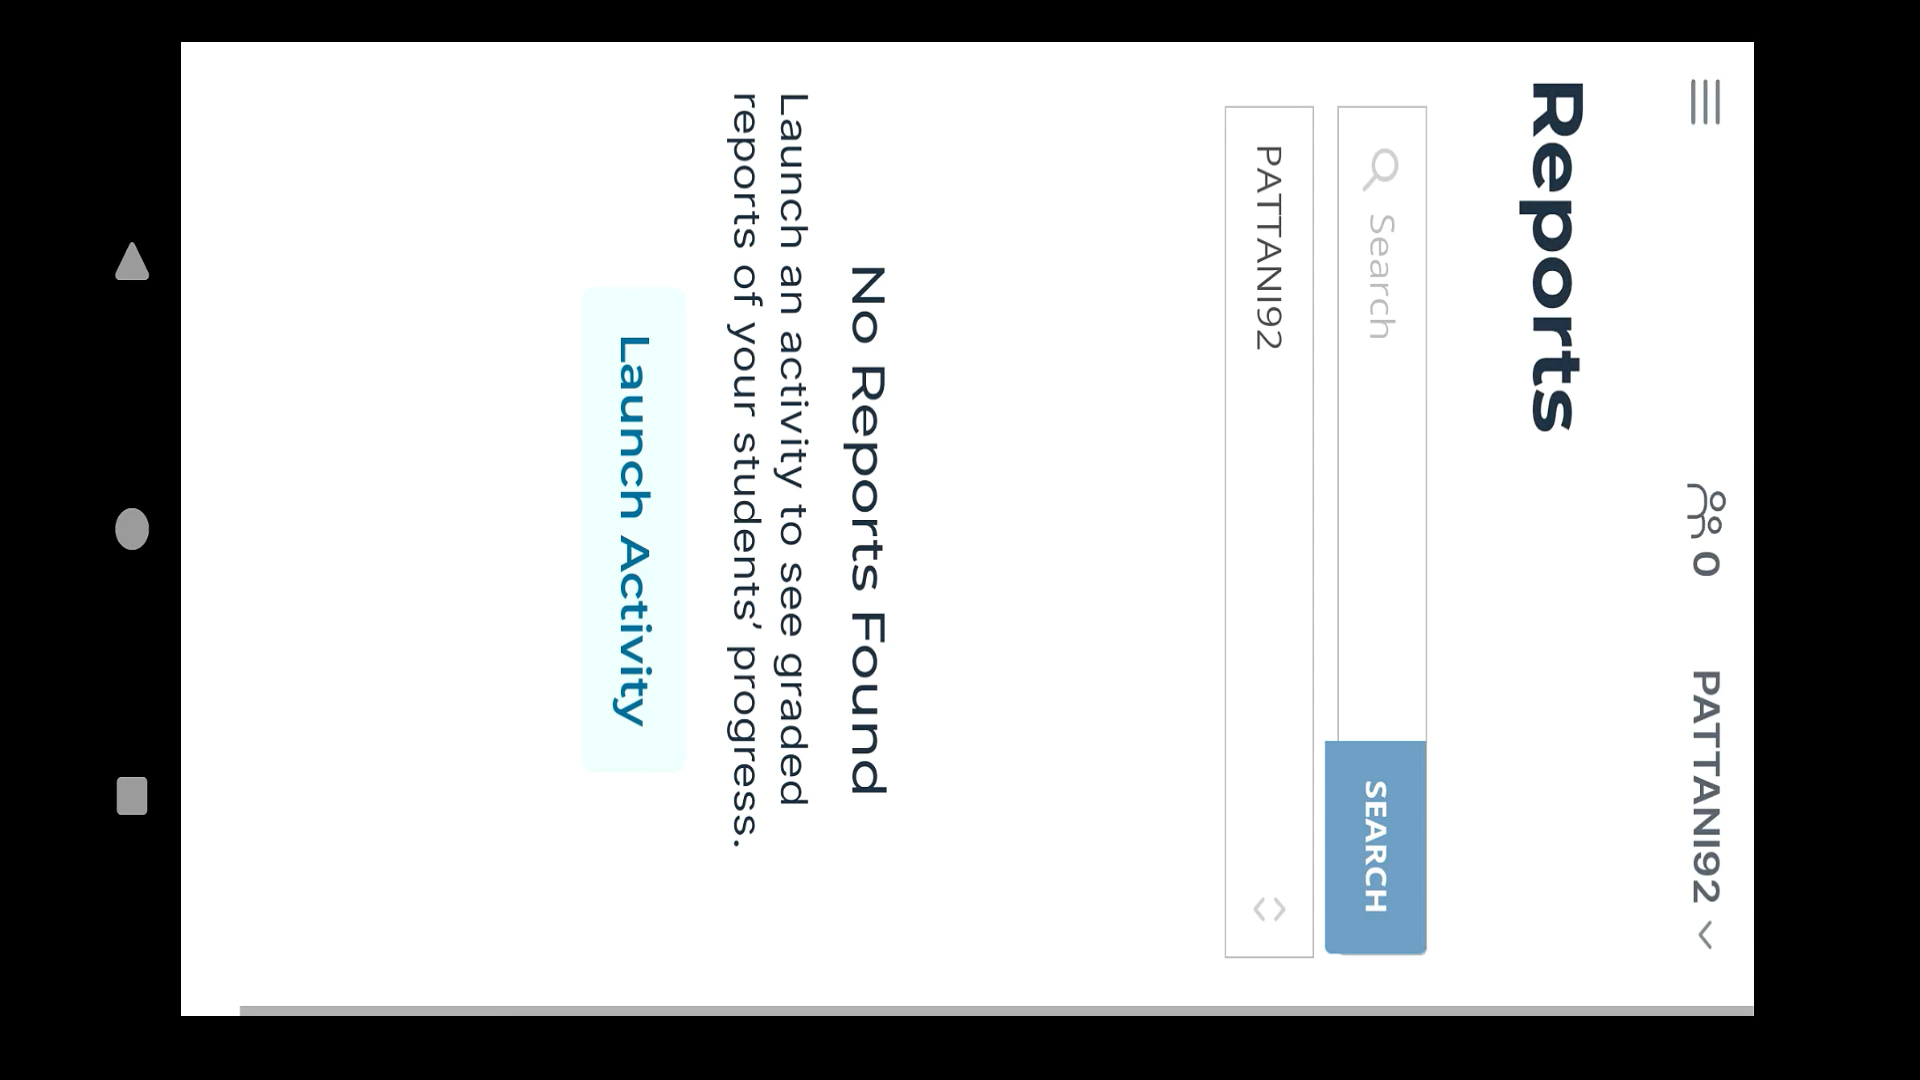 0 PATTANI92
Reports
Search SEARCH
PATTANI92
No Reports Found
Launch an activity to see graded
reports of your students’ progress.
Launch Activity